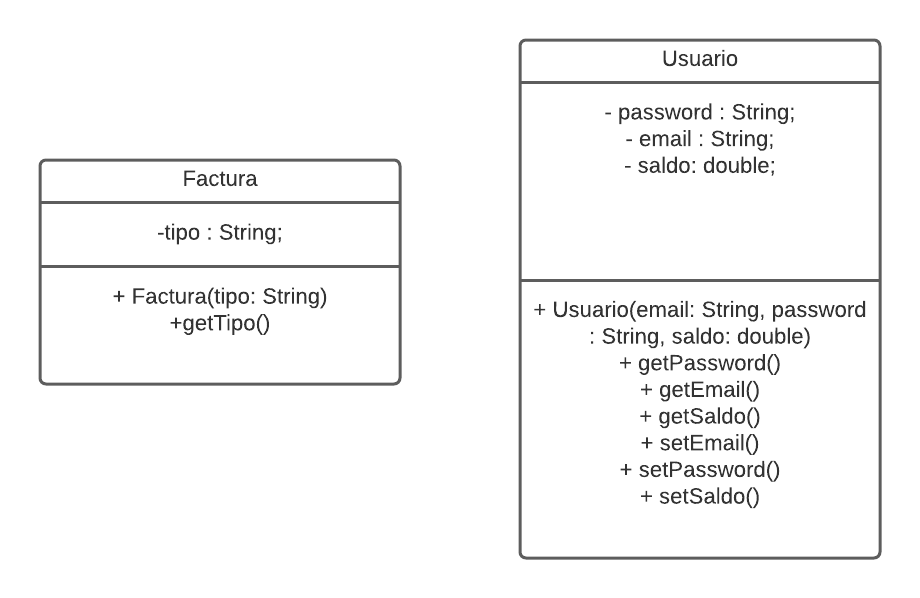 Factura
-tipo : String;
+ Factura(tipo: String)
+getTipo()
Usuario
- password : String;
- email : String;
- saldo: double;
+ Usuario(email: String, password
: String, saldo: double)
+ getPassword()
+ getEmail()
+ getSaldo()
+ setEmail()
+ setPassword()
+ setSaldo()